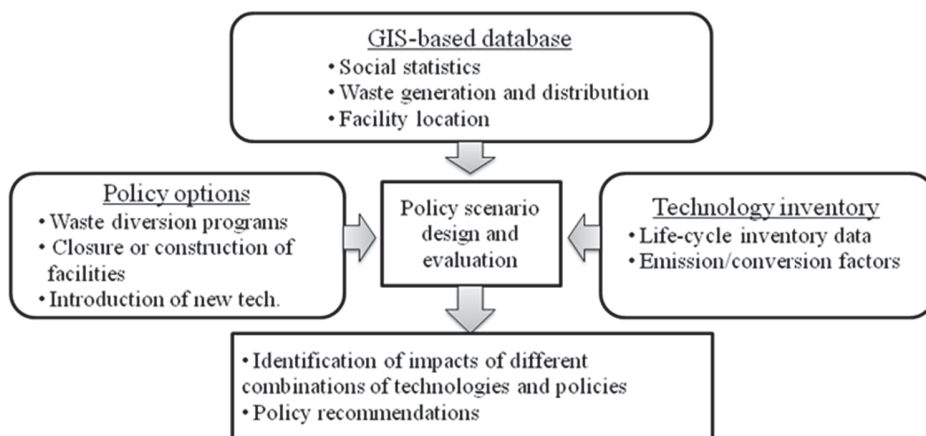 GIS-based database
• Social statistics
• Waste generation and distribution
• Facility location
Policy options
• Waste diversion programs
• Closure or construction of
facilities
• Introduction of new tech.
Policy scenario
design and
evaluation
Technology inventory
• Life-cycle inventory data
• Emission/conversion factors
• Identification of impacts of different
combinations of technologies and policies
• Policy recommendations